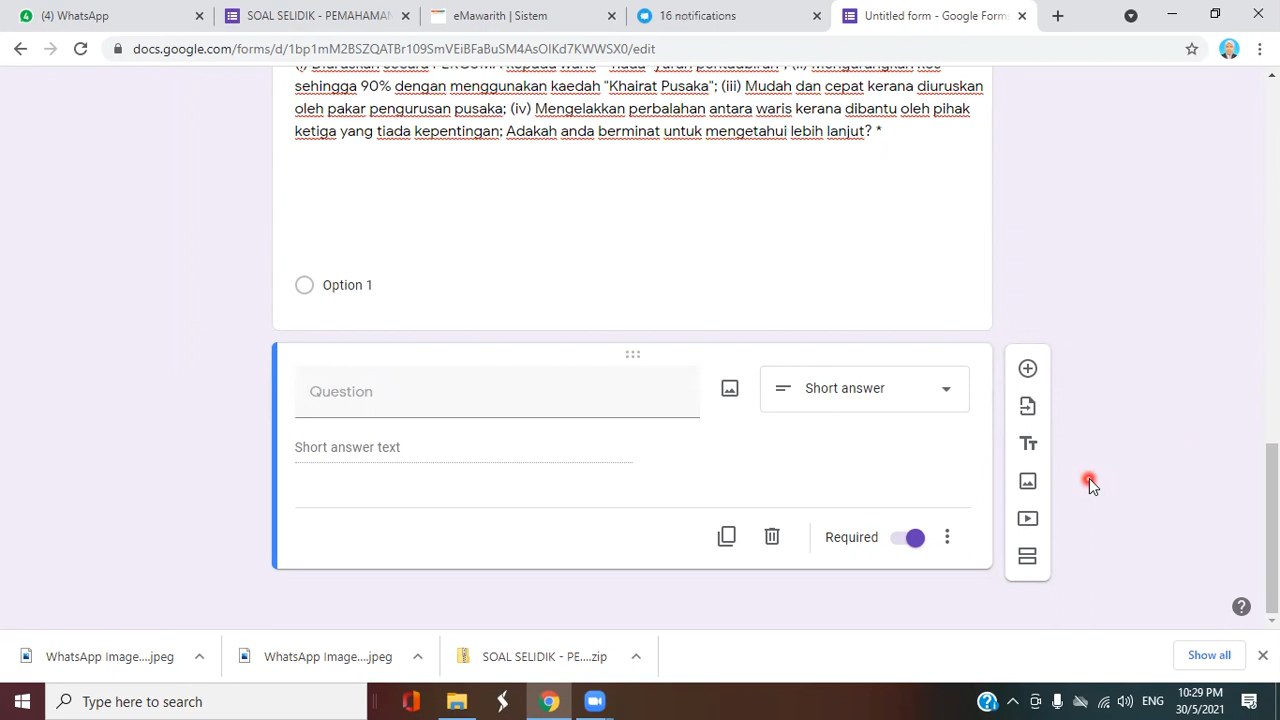 (4) WhatsApp
SOAL SELIDIK - PEMAHAMAN
eMawarith | Sistem
16 notifications
Untitled form - Google Forms
docs.google.com/forms/d/1bp1mM2BSZQATBr109SmVEiBFaBuSM4AsOIKd7KWWSX0/edit
sehingga 90% dengan menggunakan kaedah "Khairat Pusaka"; (iii) Mudah dan cepat kerana diuruskan
oleh pakar pengurusan pusaka; (iv) Mengelakkan perbalahan antara waris kerana dibantu oleh pihak
ketiga yang tiada kepentingan; Adakah anda berminat untuk mengetahui lebih lanjut? *
Option 1
Question
Short answer
Short answer text
Required
WhatsApp Image....jpeg
WhatsApp Image....jpeg
SOAL SELIDIK - PE....zip
Show all
Type here to search
ENG
10:29 PM
30/5/2021